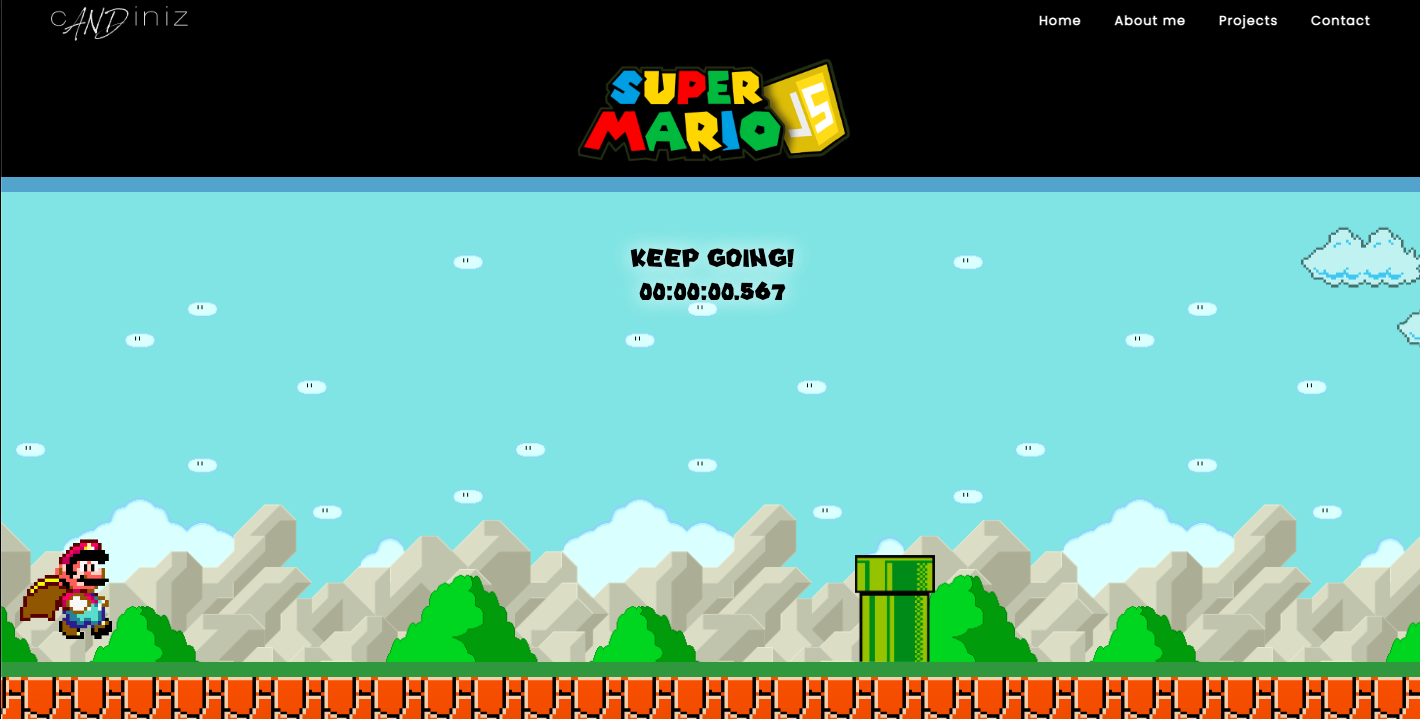 cANDiniz
Home About me Projects Contact
SUPER
MARIO JS
KEEP GOING!
00:00:00.567